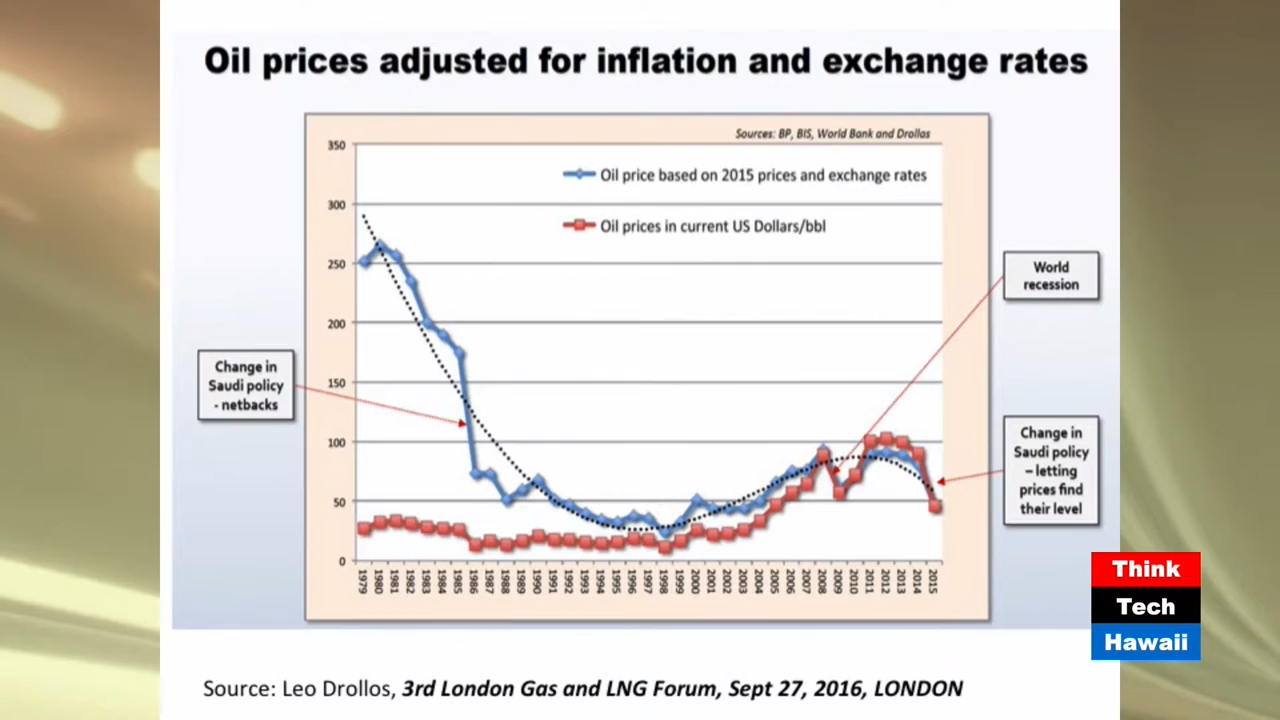 Oil prices adjusted for inflation and exchange rates
Sources: BP, BIS, World Bank and Drollas
350
300
250
200
150
100
50
0
Oil price based on 2015 prices and exchange rates
Oil prices in current US Dollars/bbl
World
recession
Change in
Saudi policy
- netbacks
Change in
Saudi policy
– letting
prices find
their level
1979 1980 1981 1982 1983 1984 1985 1986 1987 1988 1989 1990 1991 1992 1993 1994 1995 1996 1997 1998 1999 2000 2001 2002 2003 2004 2005 2006 2007 2008 2009 2010 2011 2012 2013 2014 2015
Think
Tech
Hawaii
Source: Leo Drollos, 3rd London Gas and LNG Forum, Sept 27, 2016, LONDON